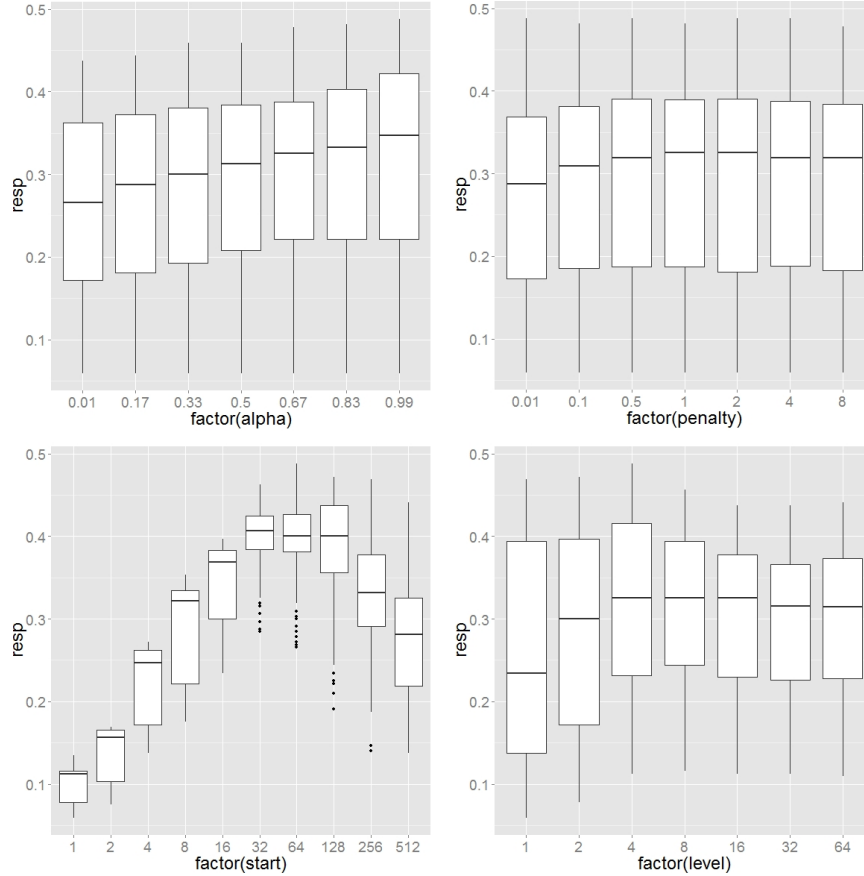 0.5
0.4
0.3
0.2
0.1
resp
0.01 0.17 0.33 0.5 0.67 0.83 0.99
factor(alpha)
0.5
0.4
0.3
0.2
0.1
resp
0.01 0.1 0.5 1 2 4 8
factor(penalty)
0.5
0.4
0.3
0.2
0.1
resp
1 2 4 8 16 32 64 128 256 512
factor(start)
0.5
0.4
0.3
0.2
0.1
resp
1 2 4 8 16 32 64
factor(level)